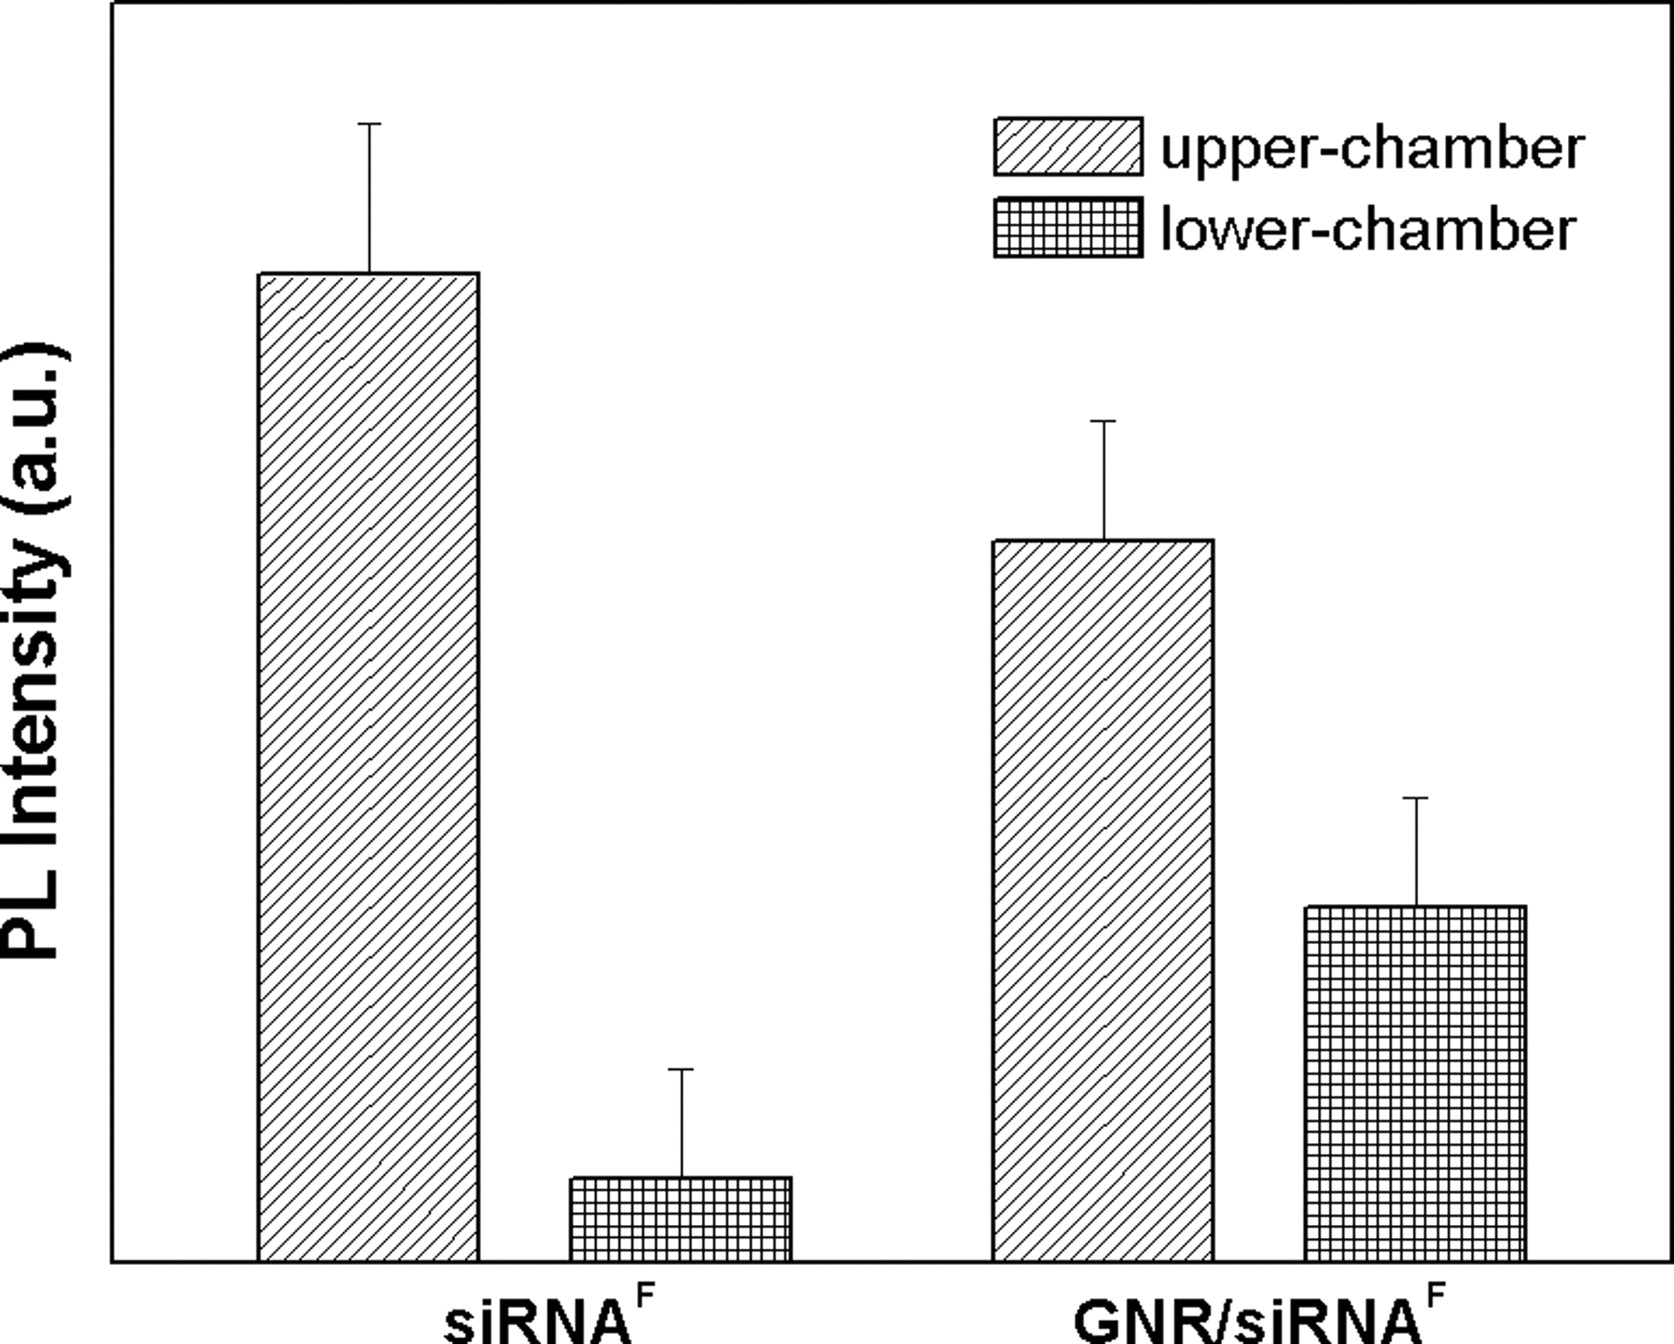 PL Intensity (a.u.)
upper-chamber
lower-chamber
siRNA^F
GNR/siRNA^F